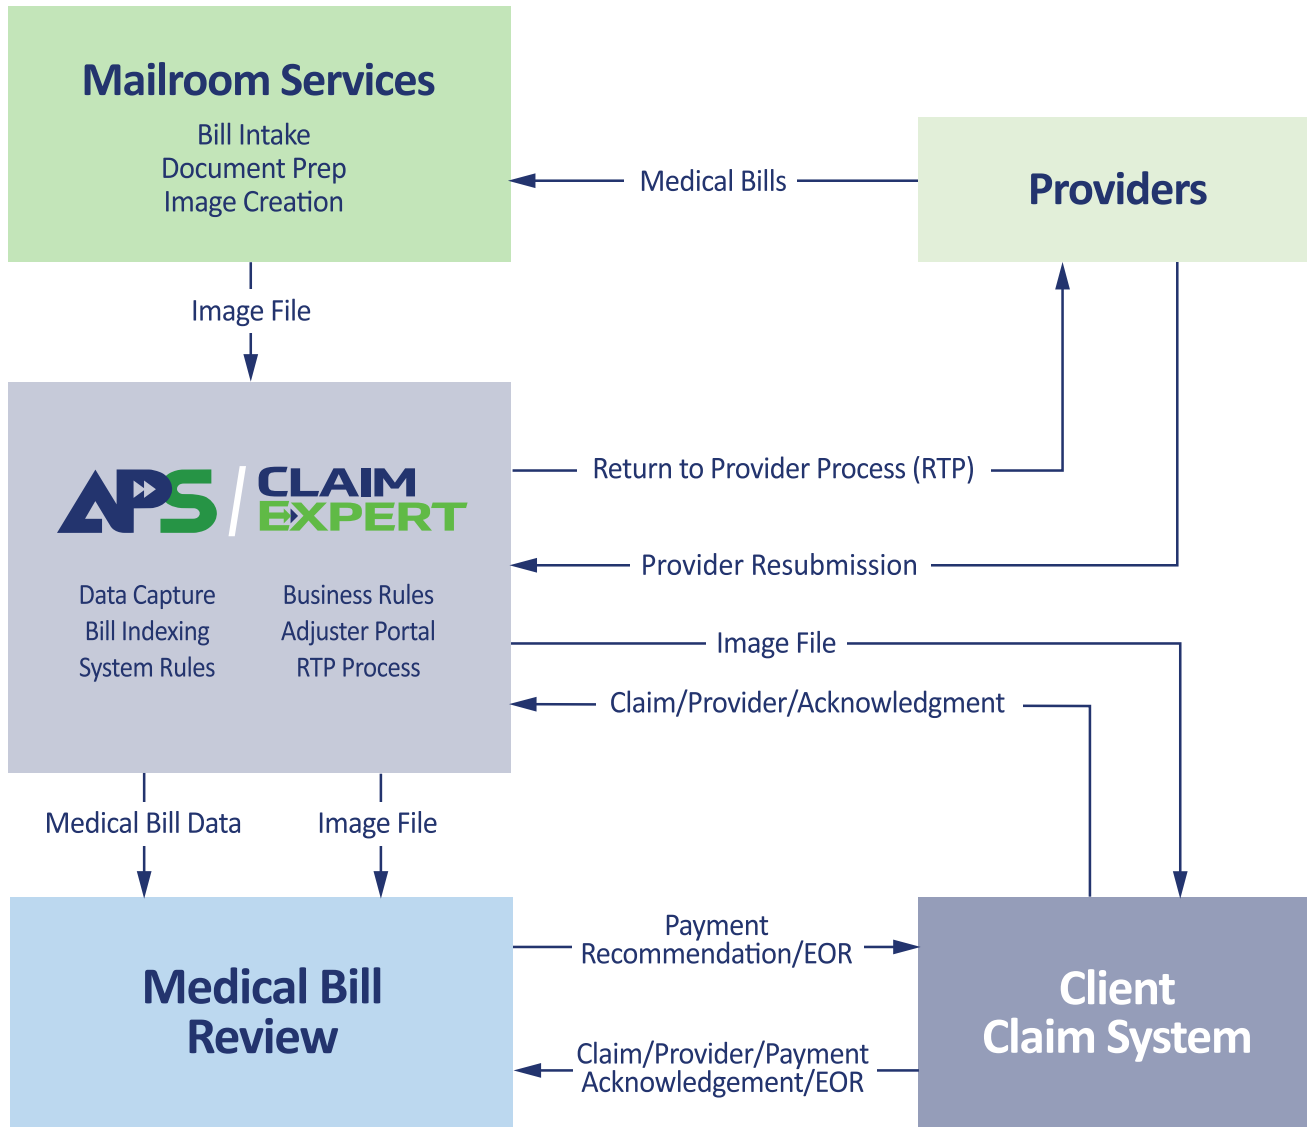 Mailroom Services
Bill Intake
Document Prep
Image Creation
Medical Bills
Providers
Image File
APS / CLAIM
EXPERT
Return to Provider Process (RTP)
Provider Resubmission
Data Capture
Bill Indexing
System Rules
Business Rules
Adjuster Portal
RTP Process
Image File
Claim/Provider/Acknowledgment
Medical Bill Data
Image File
Medical Bill
Review
Payment
Recommendation/EOR
Claim/Provider/Payment
Acknowledgement/EOR
Client
Claim System